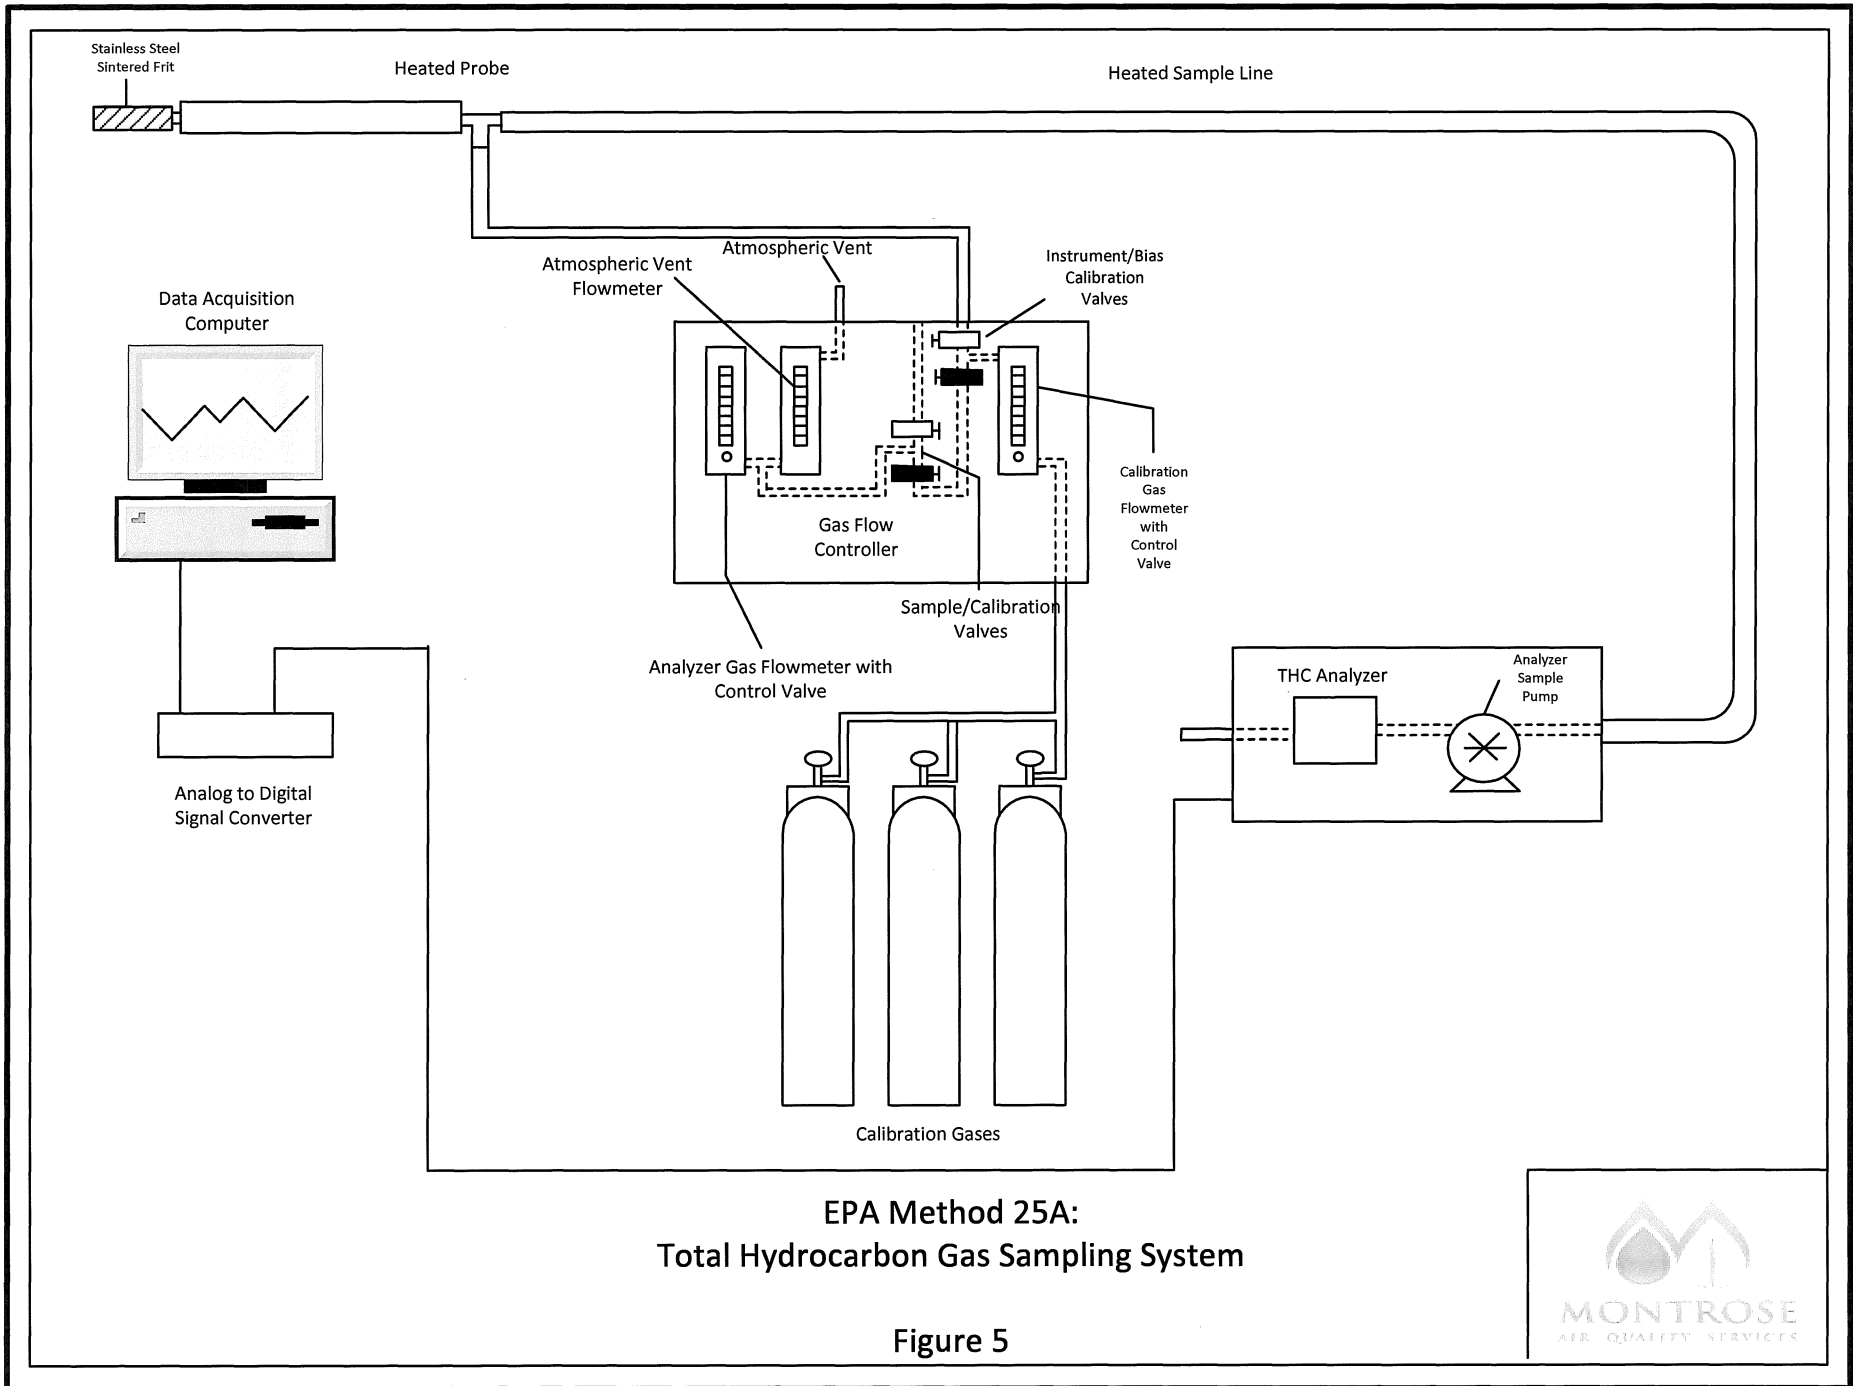 Stainless Steel
Sintered Frit
Heated Probe
Heated Sample Line
Atmospheric Vent
Atmospheric Vent
Flowmeter
Instrument/Bias
Calibration
Valves
Data Acquisition
Computer
Calibration
Gas
Flowmeter
with
Control
Valve
Gas Flow
Controller
Sample/Calibration
Valves
Analyzer Gas Flowmeter with
Control Valve
THC Analyzer
Analyzer
Sample
Pump
Analog to Digital
Signal Converter
Calibration Gases
EPA Method 25A:
Total Hydrocarbon Gas Sampling System
Figure 5
MONTROSE
AIR QUALITY SERVICES